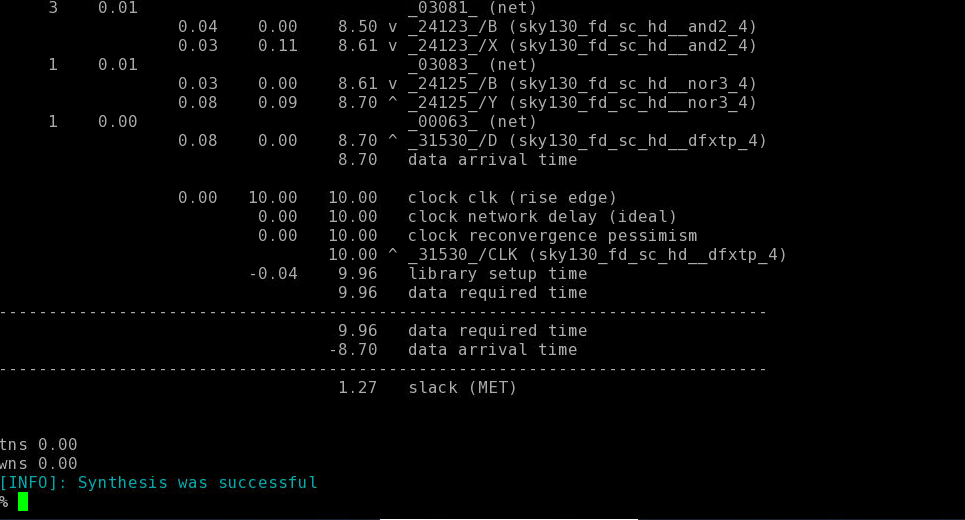 3    0.01                           _03081_ (net)
                  0.04    0.00    8.50 v _24123_/B (sky130_fd_sc_hd__and2_4)
                  0.03    0.11    8.61 v _24123_/X (sky130_fd_sc_hd__and2_4)
     1    0.01                           _03083_ (net)
                  0.03    0.00    8.61 v _24125_/B (sky130_fd_sc_hd__nor3_4)
                  0.08    0.09    8.70 ^ _24125_/Y (sky130_fd_sc_hd__nor3_4)
     1    0.00                           _00063_ (net)
                  0.08    0.00    8.70 ^ _31530_/D (sky130_fd_sc_hd__dfxtp_4)
                                  8.70   data arrival time

                  0.00   10.00   10.00   clock clk (rise edge)
                          0.00   10.00   clock network delay (ideal)
                          0.00   10.00   clock reconvergence pessimism
                                 10.00 ^ _31530_/CLK (sky130_fd_sc_hd__dfxtp_4)
                         -0.04    9.96   library setup time
                                  9.96   data required time
-----------------------------------------------------------------------------
                                  9.96   data required time
                                 -8.70   data arrival time
-----------------------------------------------------------------------------
                                  1.27   slack (MET)


tns 0.00
wns 0.00
[INFO]: Synthesis was successful
%